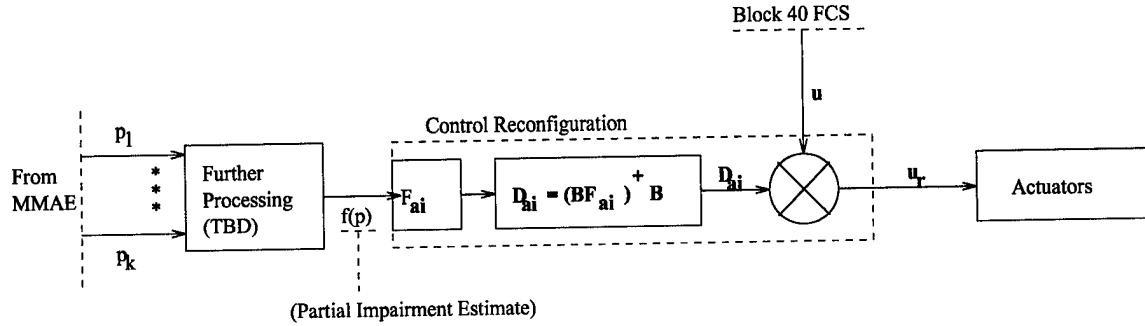 Block 40 FCS
u
Control Reconfiguration
From
MMAE
p1
* * *
pk
Further
Processing
(TBD)
f(p)
Fai
Dai = (BFai)+ B
Dai
ur
Actuators
(Partial Impairment Estimate)